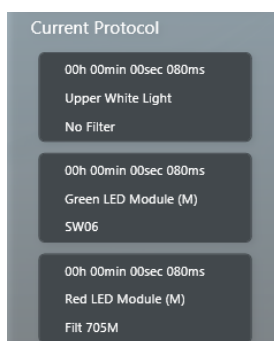 Current Protocol
00h 00min 00sec 080ms
Upper White Light
No Filter
00h 00min 00sec 080ms
Green LED Module (M)
SW06
00h 00min 00sec 080ms
Red LED Module (M)
Filt 705M